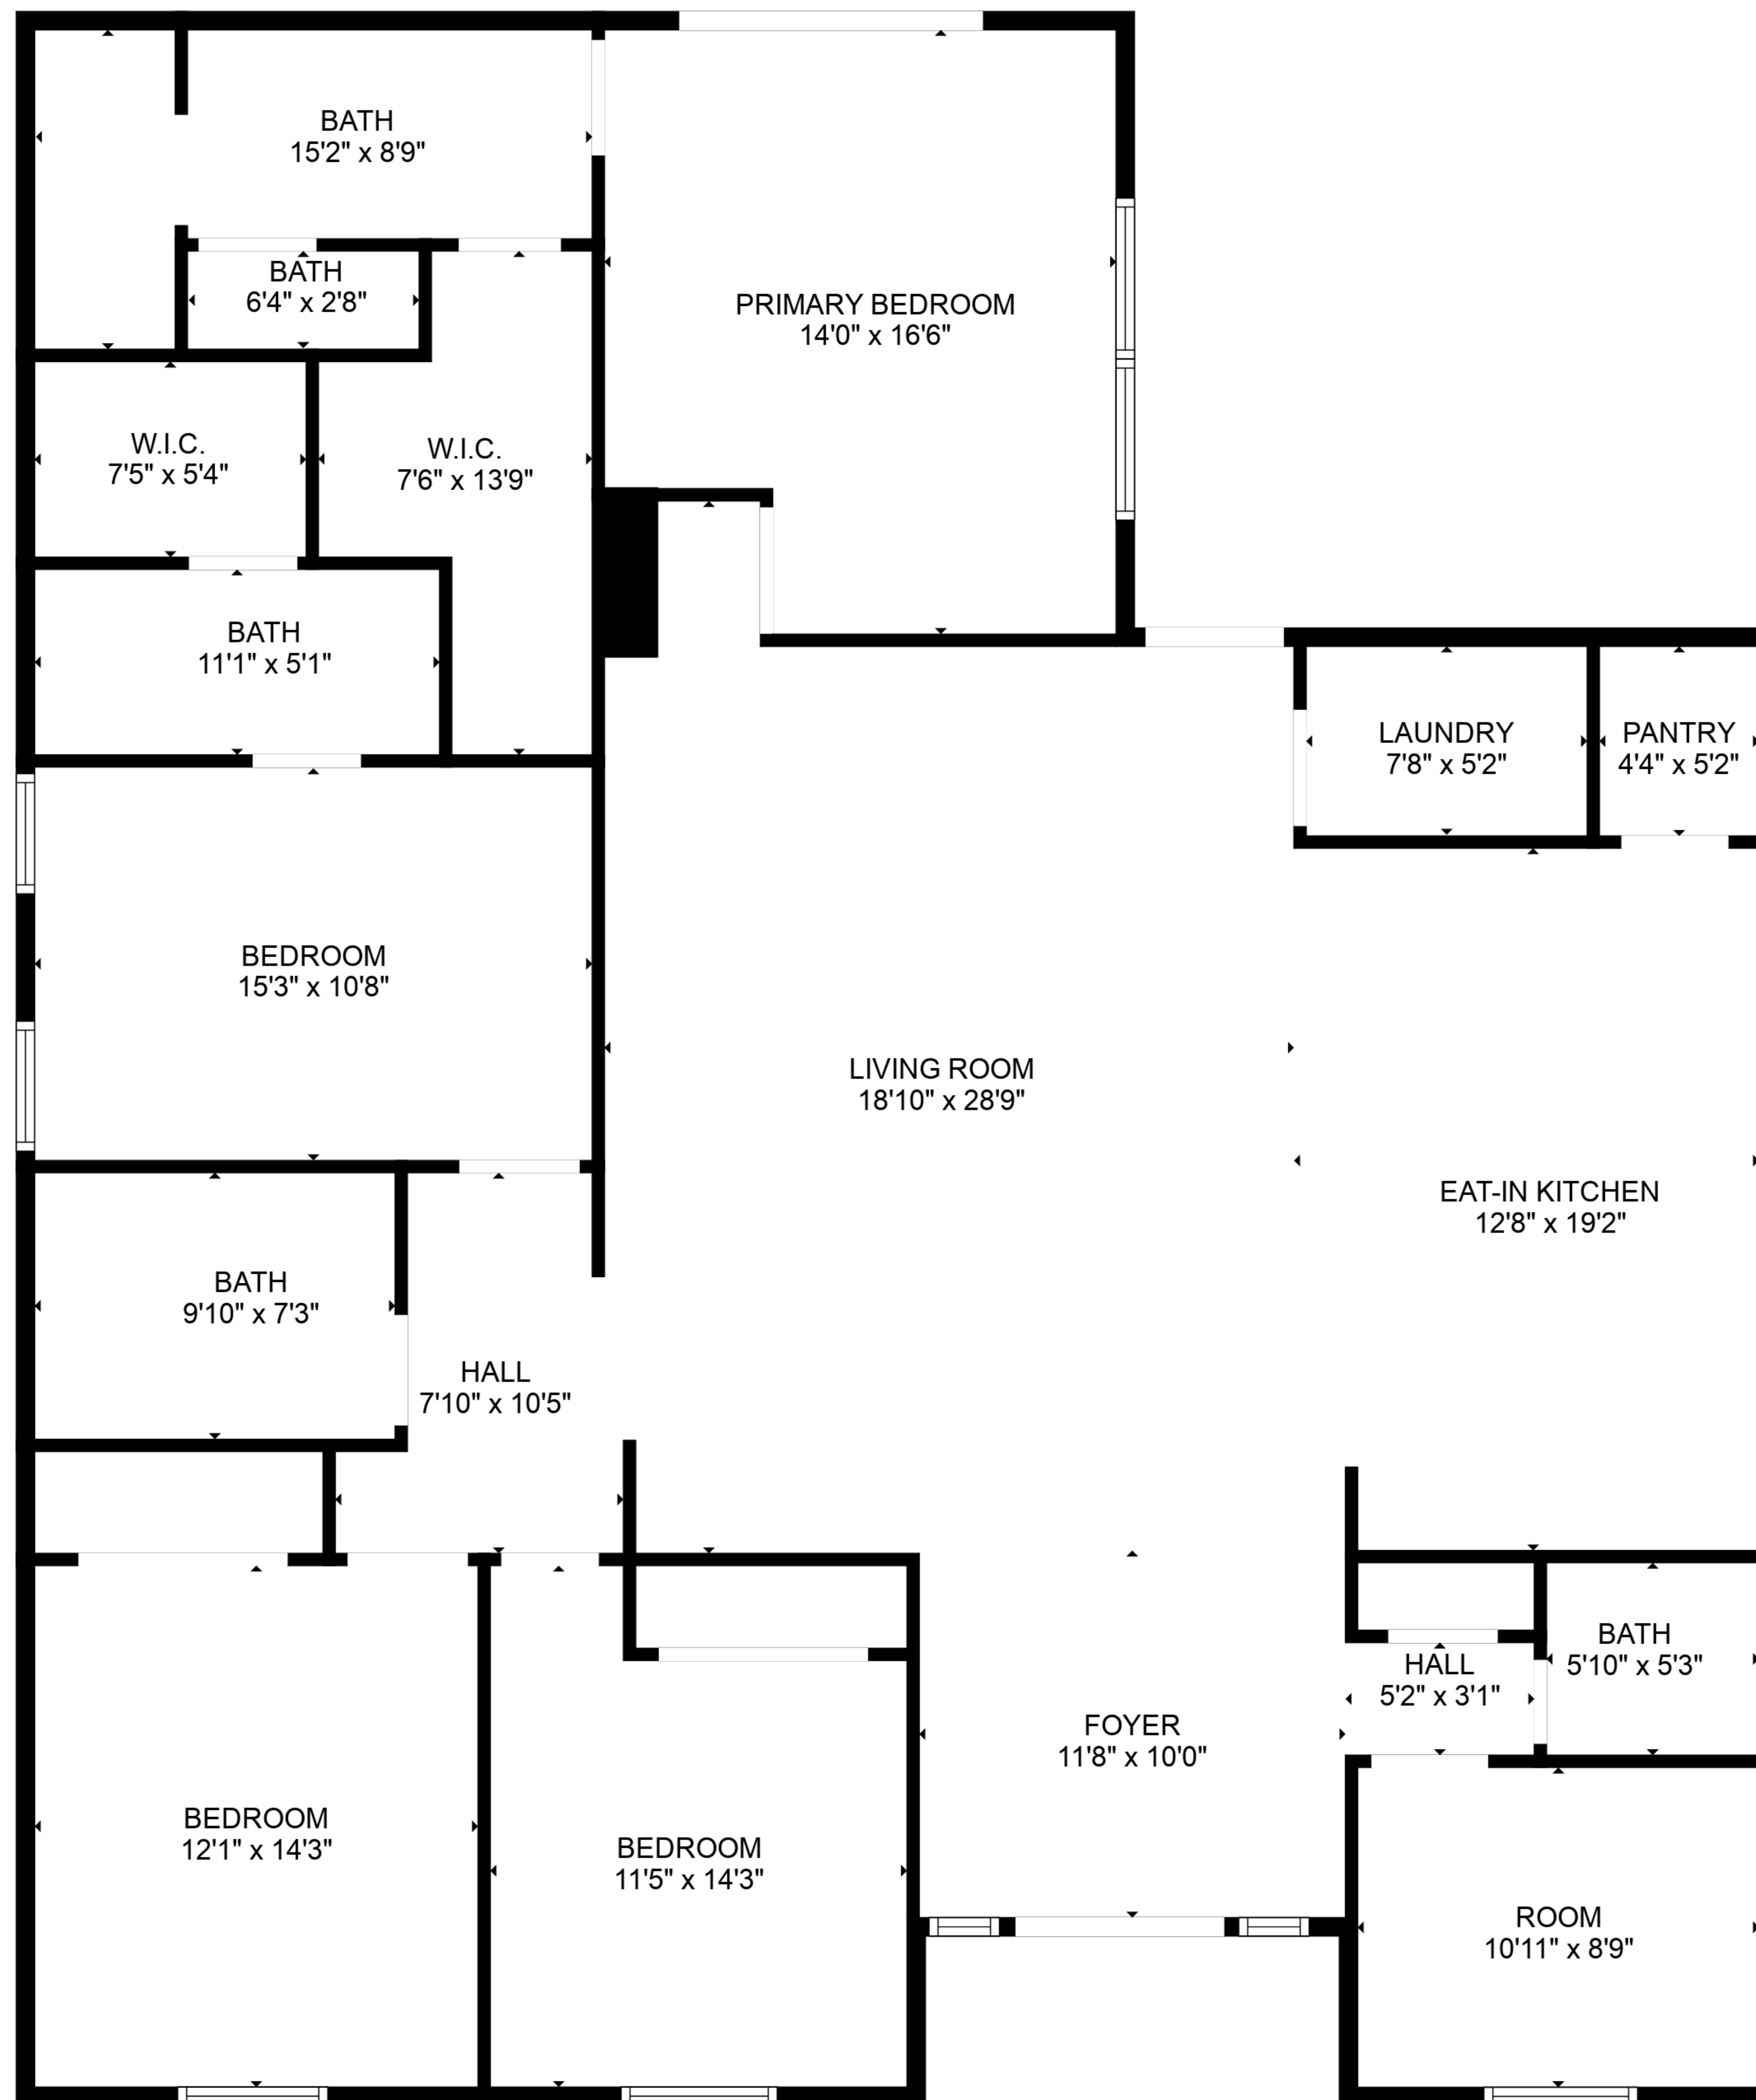 BATH
15'2" x 8'9"
BATH
6'4" x 2'8"
PRIMARY BEDROOM
14'0" x 16'6"
W.I.C.
7'5" x 5'4"
W.I.C.
7'6" x 13'9"
BATH
11'1" x 5'1"
LAUNDRY
7'8" x 5'2"
PANTRY
4'4" x 5'2"
BEDROOM
15'3" x 10'8"
LIVING ROOM
18'10" x 28'9"
EAT-IN KITCHEN
12'8" x 19'2"
BATH
9'10" x 7'3"
HALL
7'10" x 10'5"
BATH
5'10" x 5'3"
HALL
5'2" x 3'1"
FOYER
11'8" x 10'0"
BEDROOM
12'1" x 14'3"
BEDROOM
11'5" x 14'3"
ROOM
10'11" x 8'9"